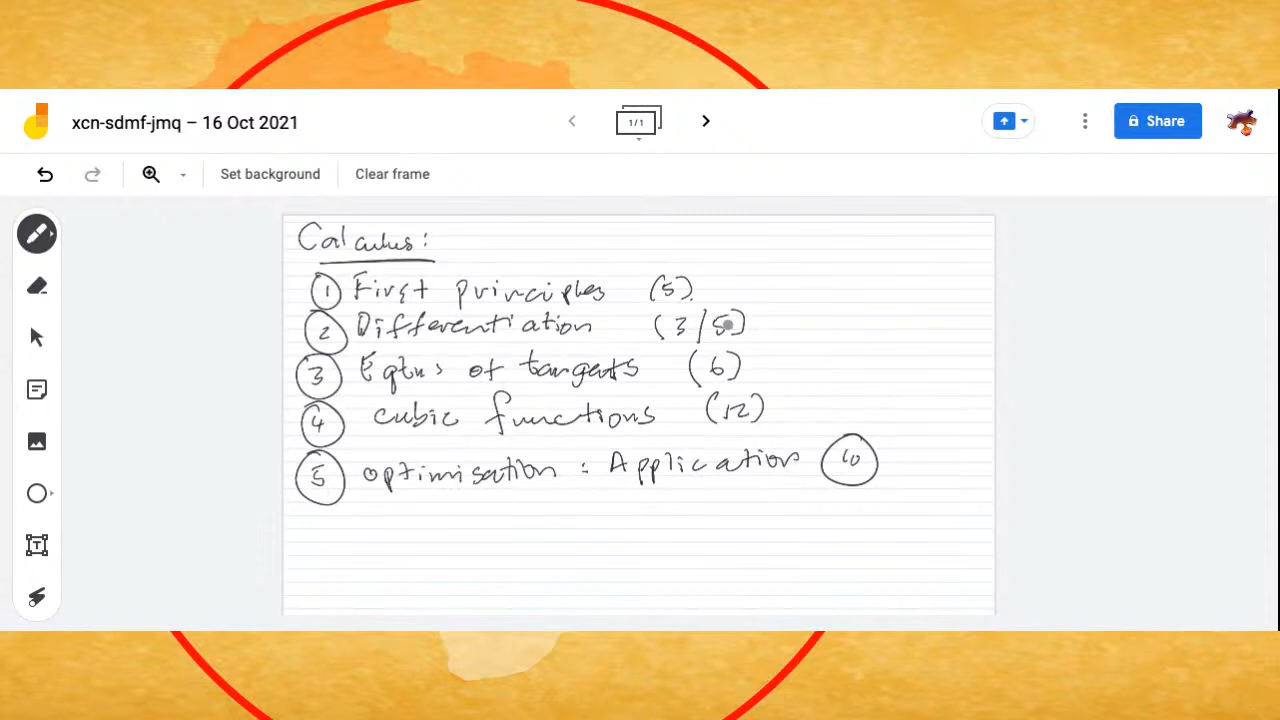 xcn-sdmf-jmq – 16 Oct 2021
1/1
Share
Set background
Clear frame
Calculus:
1 First principles (5).
2 Differentiation (3/5)
3 Eqtns of tangents (6)
4 cubic functions (12)
5 optimisation : Application 10